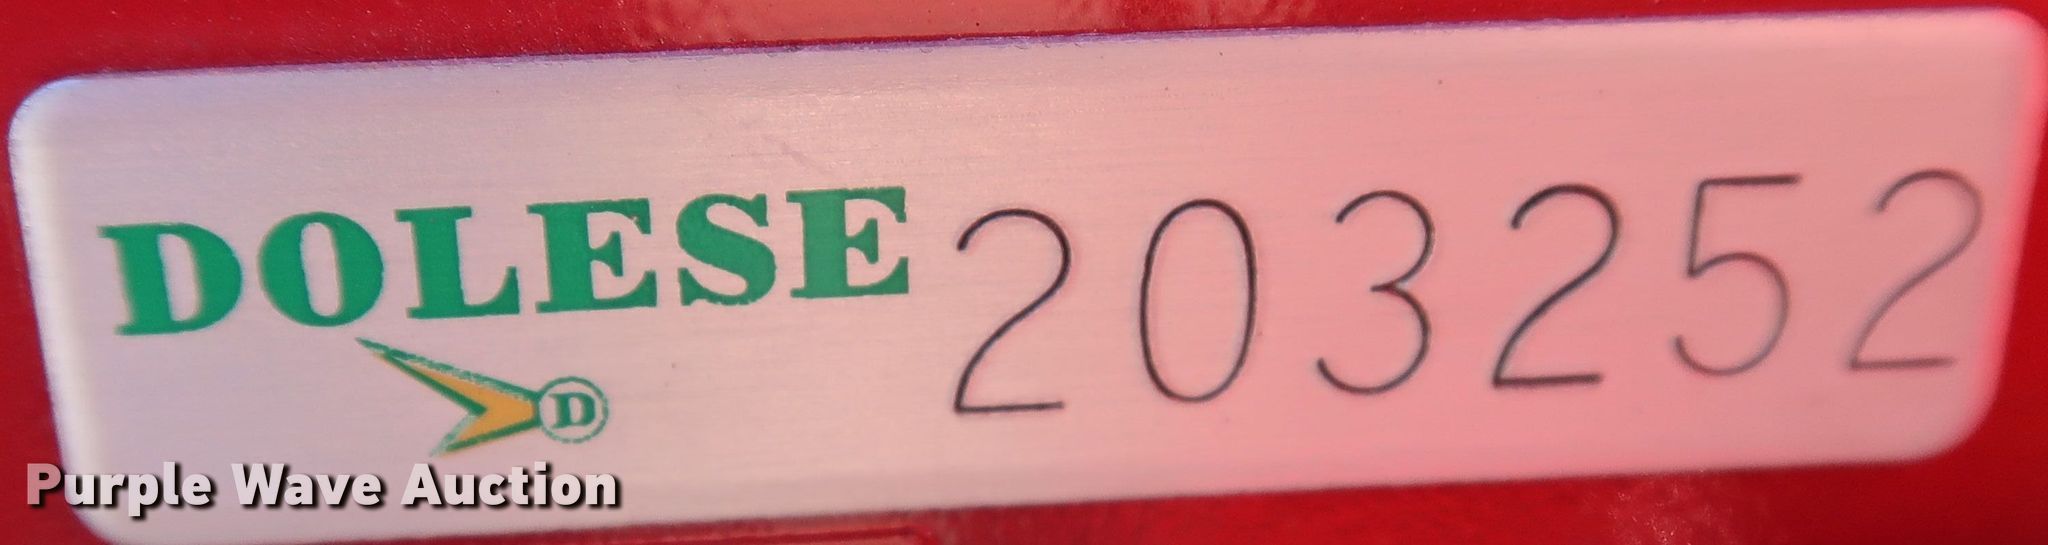 DOLESE 203252
D
Purple Wave Auction